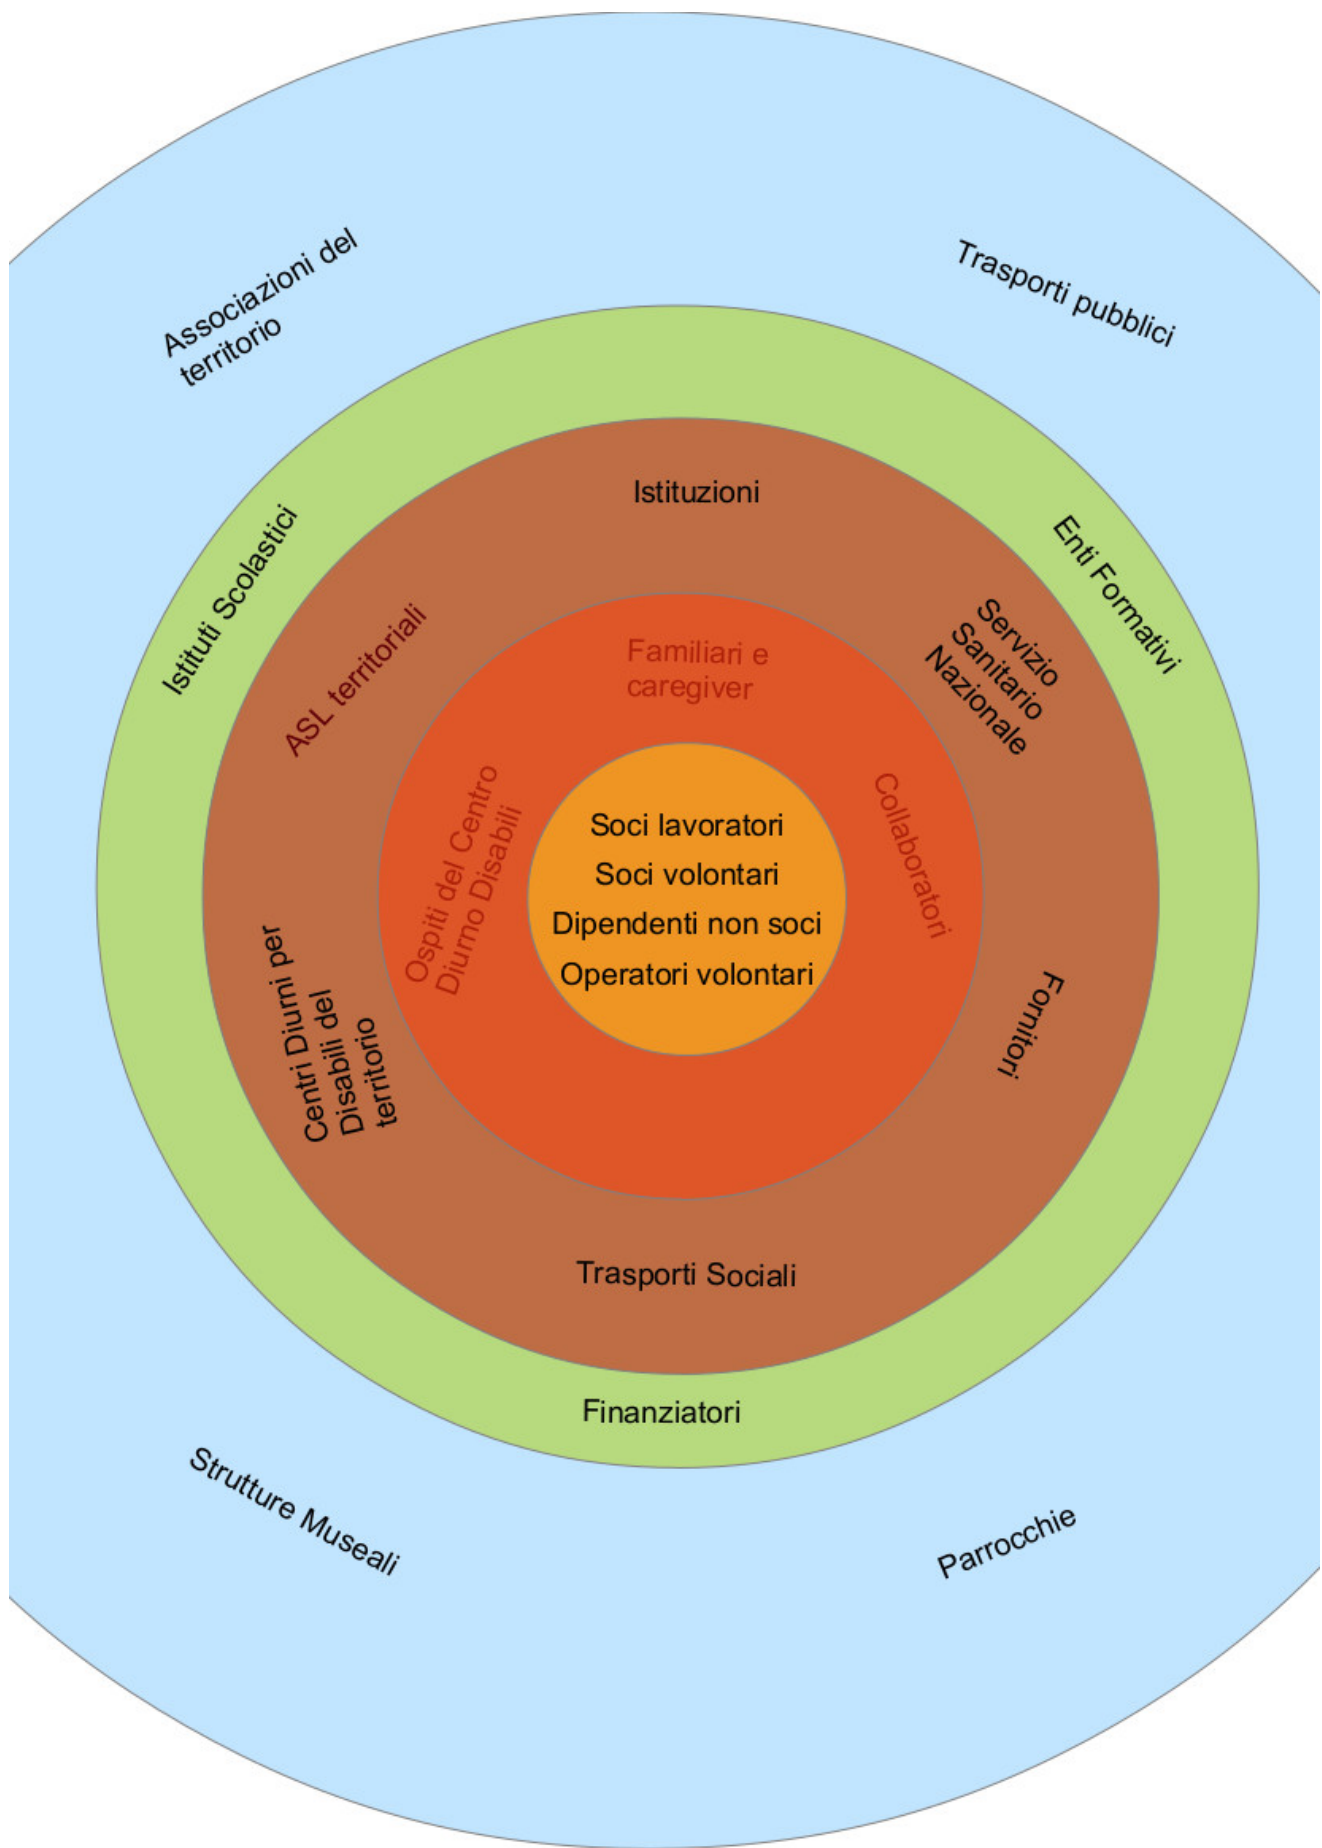 Associazioni del
territorio
Trasporti pubblici
Istituzioni
Istituti Scolastici
Enti Formativi
ASL territoriali
Servizio
Sanitario
Nazionale
Familiari e
caregiver
Ospiti del Centro
Diurno Disabili
Collaboratori
Soci lavoratori
Soci volontari
Dipendenti non soci
Operatori volontari
Centri Diurni per
Disabili del
territorio
Fornitori
Trasporti Sociali
Finanziatori
Strutture Museali
Parrocchie